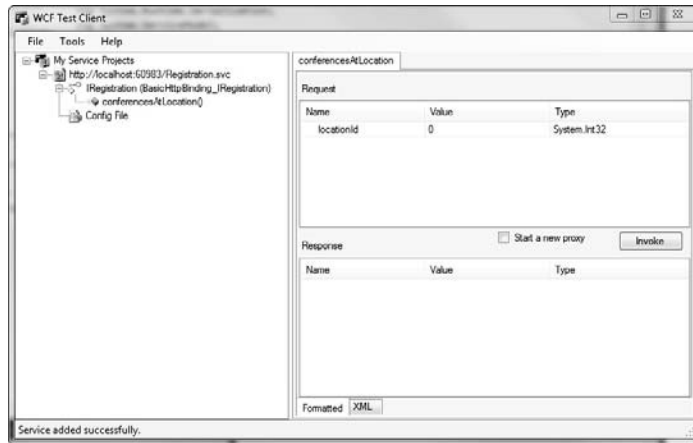 WCF Test Client
File Tools Help
My Service Projects
http://localhost:60983/Registration.svc
IRegistration (BasicHttpBinding_IRegistration)
conferencesAtLocation()
Config File
conferencesAtLocation
Request
Name Value Type
locationId 0 System.Int32
Start a new proxy Invoke
Response
Name Value Type
Formatted XML
Service added successfully.